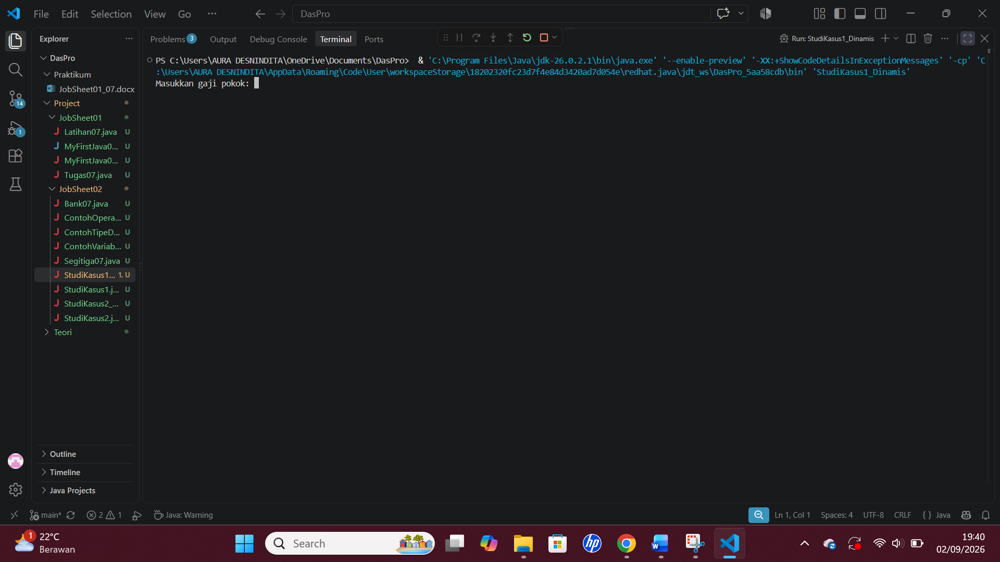 File Edit Selection View Go ···
DasPro
Explorer ···
DasPro
Praktikum
JobSheet01_07.docx
Project
JobSheet01
Latihan07.java U
MyFirstJava0... U
MyFirstJava0... U
Tugas07.java U
JobSheet02
Bank07.java U
ContohOpera... U
ContohTipeD... U
ContohVariab... U
Segitiga07.java U
StudiKasus1... 1, U
StudiKasus1.j... U
StudiKasus2_... U
StudiKasus2.j... U
Teori
Outline
Timeline
Java Projects
14
1
Problems 3 Output Debug Console Terminal Ports
Run: StudiKasus1_Dinamis
PS C:\Users\AURA DESNINDITA\OneDrive\Documents\DasPro>  & 'C:\Program Files\Java\jdk-26.0.2.1\bin\java.exe' '--enable-preview' '-XX:+ShowCodeDetailsInExceptionMessages' '-cp' 'C
:\Users\AURA DESNINDITA\AppData\Roaming\Code\User\workspaceStorage\18202320fc23d7f4e84d3420ad7d054e\redhat.java\jdt_ws\DasPro_5aa58cdb\bin' 'StudiKasus1_Dinamis'
Masukkan gaji pokok:
main* 2 1 Java: Warning
Ln 1, Col 1 Spaces: 4 UTF-8 CRLF {} Java
1
22°C
Berawan
Search
hp
W
19:40
02/09/2026